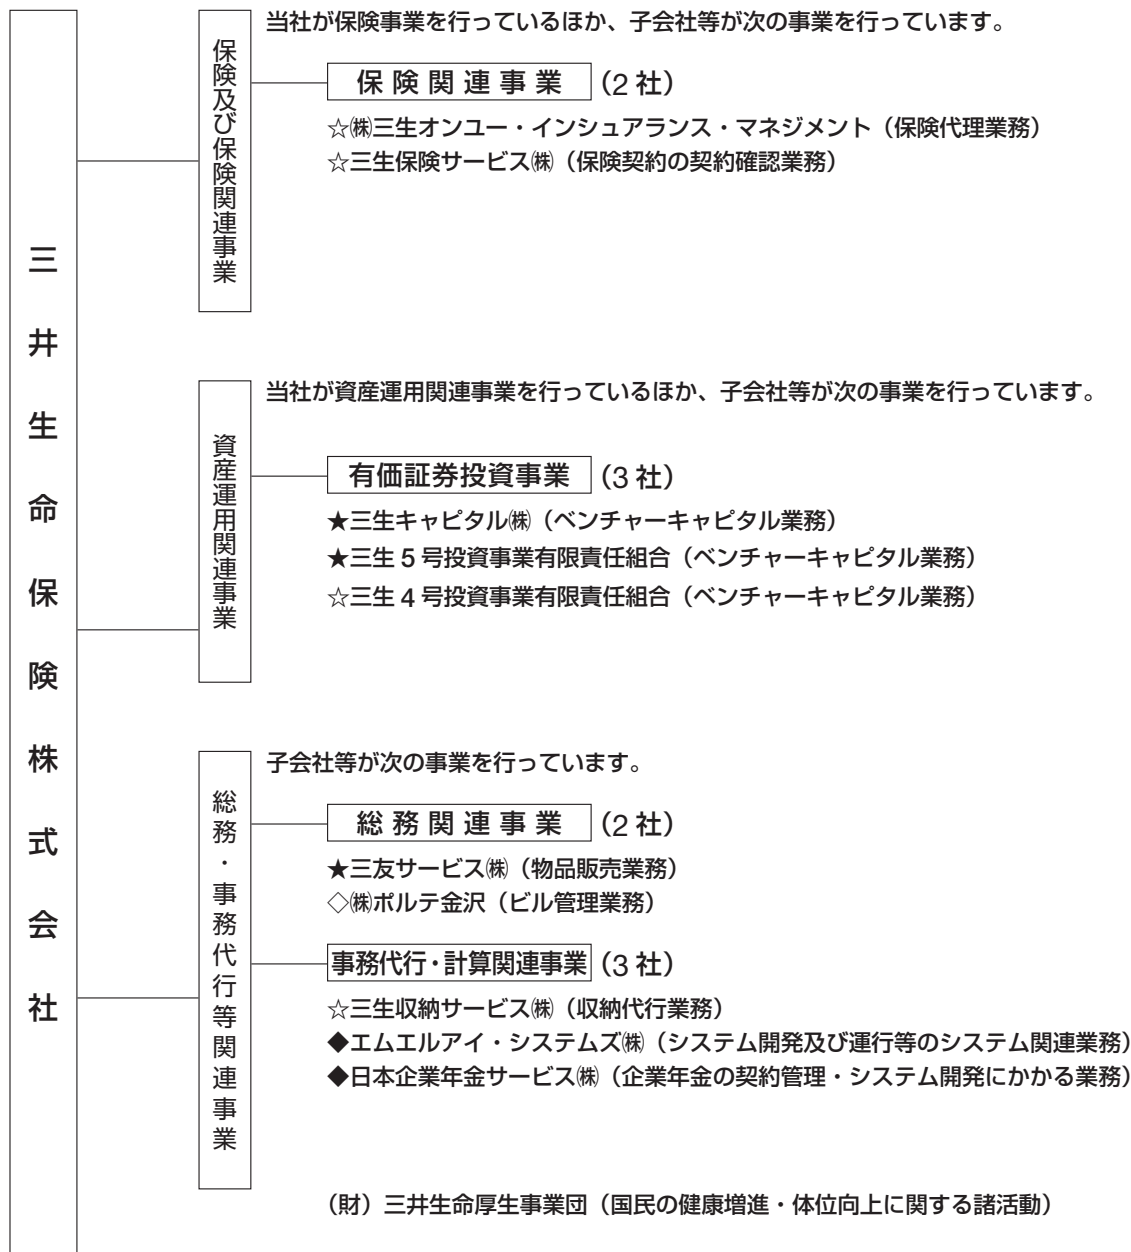 三井生命保険株式会社
保険及び保険関連事業
当社が保険事業を行っているほか、子会社等が次の事業を行っています。
保険関連事業（2 社）
☆㈱三生オンユー・インシュアランス・マネジメント（保険代理業務）
☆三生保険サービス㈱（保険契約の契約確認業務）
資産運用関連事業
当社が資産運用関連事業を行っているほか、子会社等が次の事業を行っています。
有価証券投資事業（3 社）
★三生キャピタル㈱（ベンチャーキャピタル業務）
★三生 5 号投資事業有限責任組合（ベンチャーキャピタル業務）
☆三生 4 号投資事業有限責任組合（ベンチャーキャピタル業務）
総務・事務代行等関連事業
子会社等が次の事業を行っています。
総務関連事業（2 社）
★三友サービス㈱（物品販売業務）
◇㈱ポルテ金沢（ビル管理業務）
事務代行・計算関連事業（3 社）
☆三生収納サービス㈱（収納代行業務）
◆エムエルアイ・システムズ㈱（システム開発及び運行等のシステム関連業務）
◆日本企業年金サービス㈱（企業年金の契約管理・システム開発にかかる業務）
（財）三井生命厚生事業団（国民の健康増進・体位向上に関する諸活動）